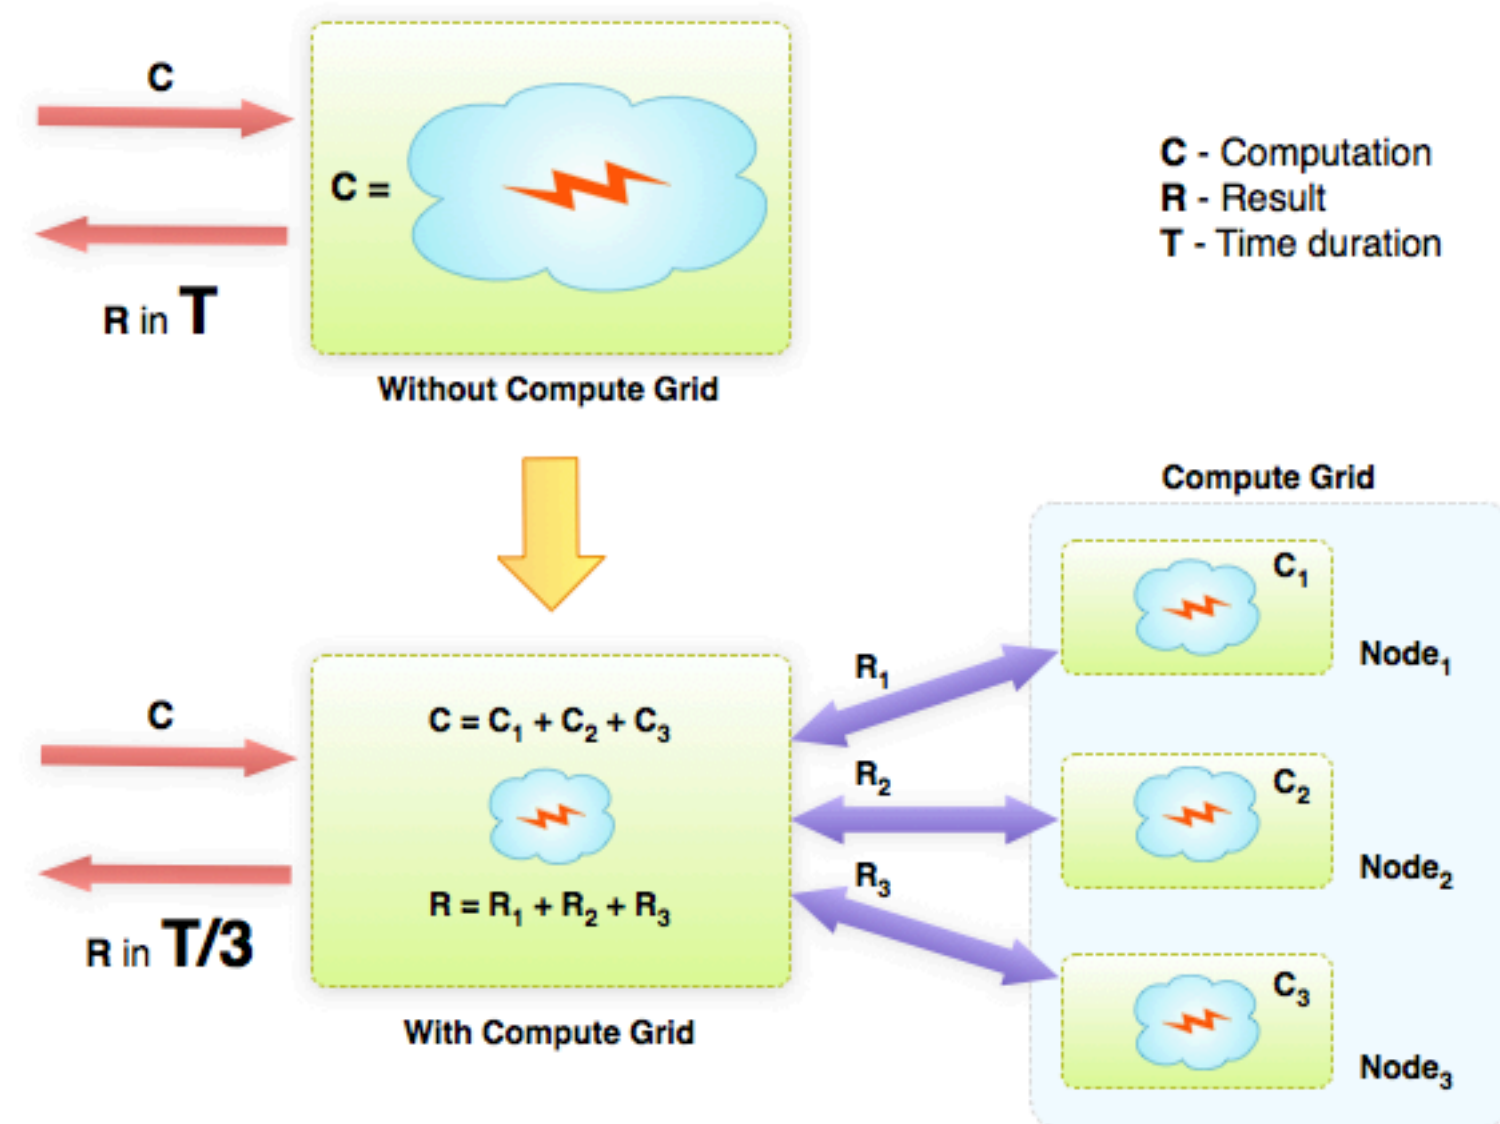 C
C =
R in T
Without Compute Grid
C - Computation
R - Result
T - Time duration
Compute Grid
C₁
Node₁
C₂
Node₂
C₃
Node₃
R₁
R₂
R₃
C
C = C₁ + C₂ + C₃
R = R₁ + R₂ + R₃
R in T/3
With Compute Grid